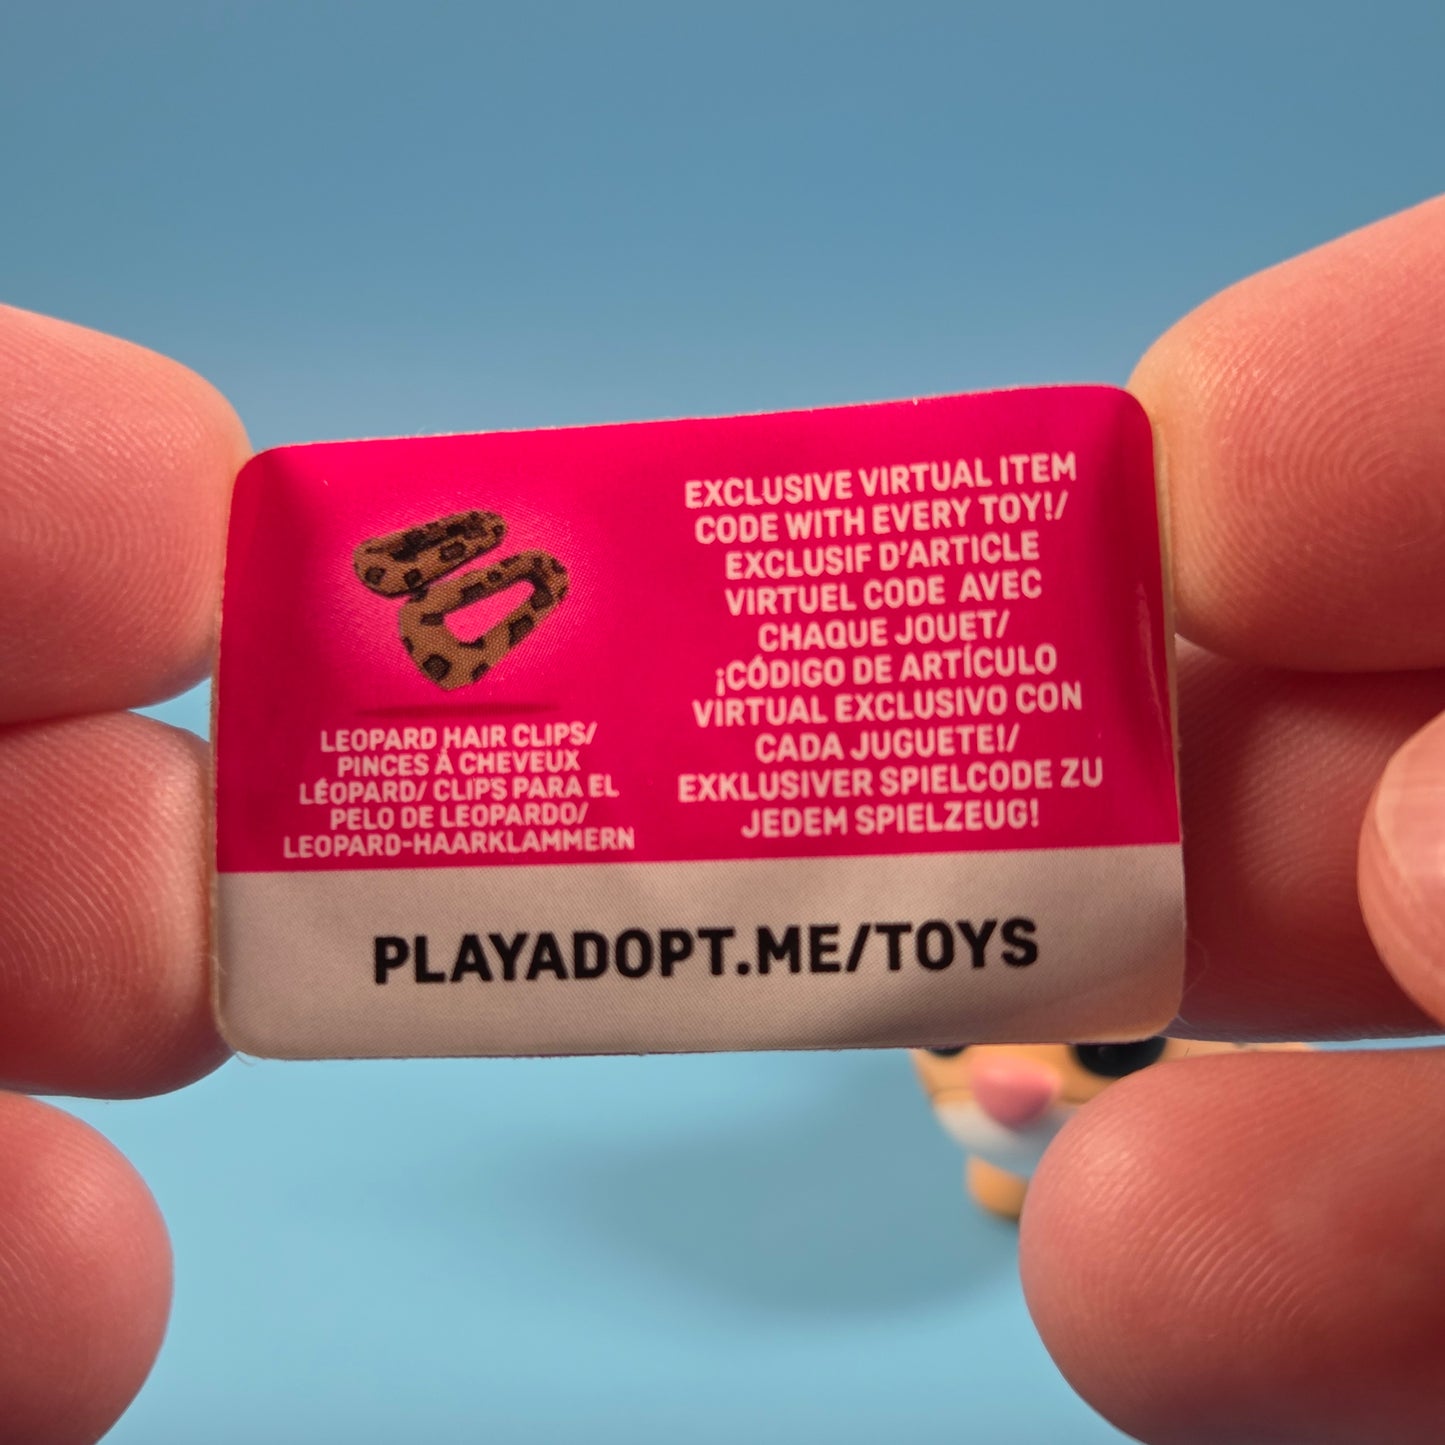 LEOPARD HAIR CLIPS/
PINCES À CHEVEUX
LÉOPARD/ CLIPS PARA EL
PELO DE LEOPARDO/
LEOPARD-HAARKLAMMERN
EXCLUSIVE VIRTUAL ITEM
CODE WITH EVERY TOY!/
EXCLUSIF D'ARTICLE
VIRTUEL CODE AVEC
CHAQUE JOUET/
¡CÓDIGO DE ARTÍCULO
VIRTUAL EXCLUSIVO CON
CADA JUGUETE!/
EXKLUSIVER SPIELCODE ZU
JEDEM SPIELZEUG!
PLAYADOPT.ME/TOYS